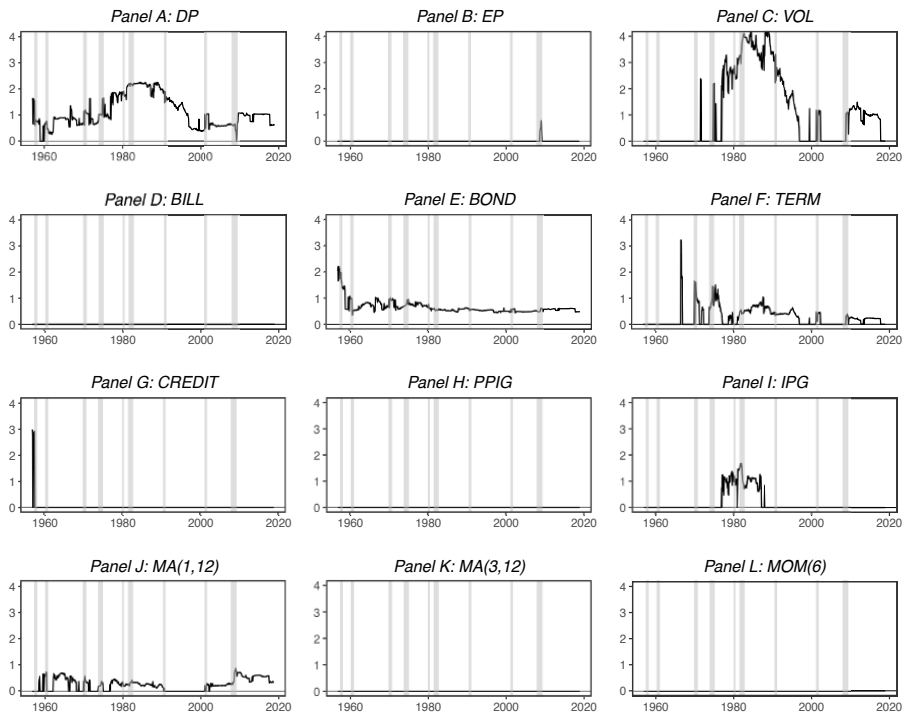 Panel A: DP
Panel B: EP
Panel C: VOL
4
3
2
1
0
1960 1980 2000 2020
4
3
2
1
0
1960 1980 2000 2020
4
3
2
1
0
1960 1980 2000 2020
Panel D: BILL
Panel E: BOND
Panel F: TERM
4
3
2
1
0
1960 1980 2000 2020
4
3
2
1
0
1960 1980 2000 2020
4
3
2
1
0
1960 1980 2000 2020
Panel G: CREDIT
Panel H: PPIG
Panel I: IPG
4
3
2
1
0
1960 1980 2000 2020
4
3
2
1
0
1960 1980 2000 2020
4
3
2
1
0
1960 1980 2000 2020
Panel J: MA(1,12)
Panel K: MA(3,12)
Panel L: MOM(6)
4
3
2
1
0
1960 1980 2000 2020
4
3
2
1
0
1960 1980 2000 2020
4
3
2
1
0
1960 1980 2000 2020